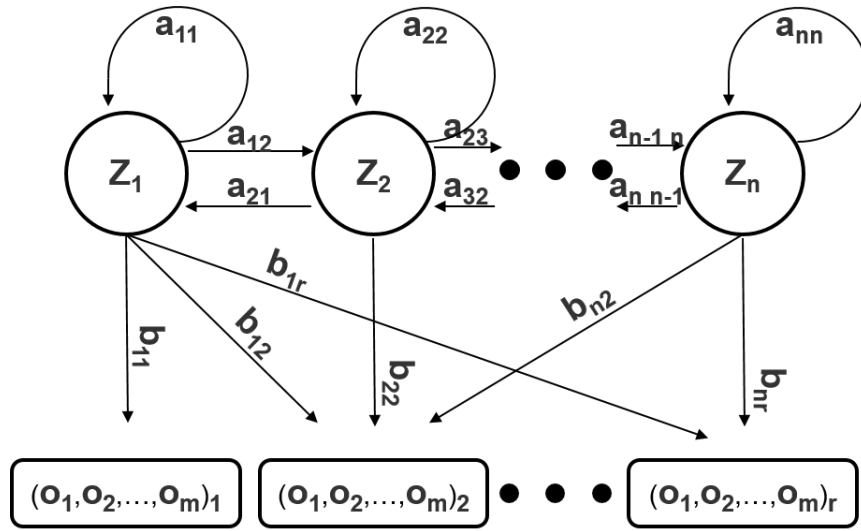 a₁₁ a₂₂ aₙₙ
a₁₂ a₂₃ aₙ₋₁ ₙ
Z₁ Z₂ • • • Zₙ
a₂₁ a₃₂ aₙ ₙ₋₁
b₁ᵣ
bₙ₂
b₁₁ b₁₂ b₂₂ bₙᵣ
(o₁,o₂,...,oₘ)₁ (o₁,o₂,...,oₘ)₂ • • • (o₁,o₂,...,oₘ)ᵣ